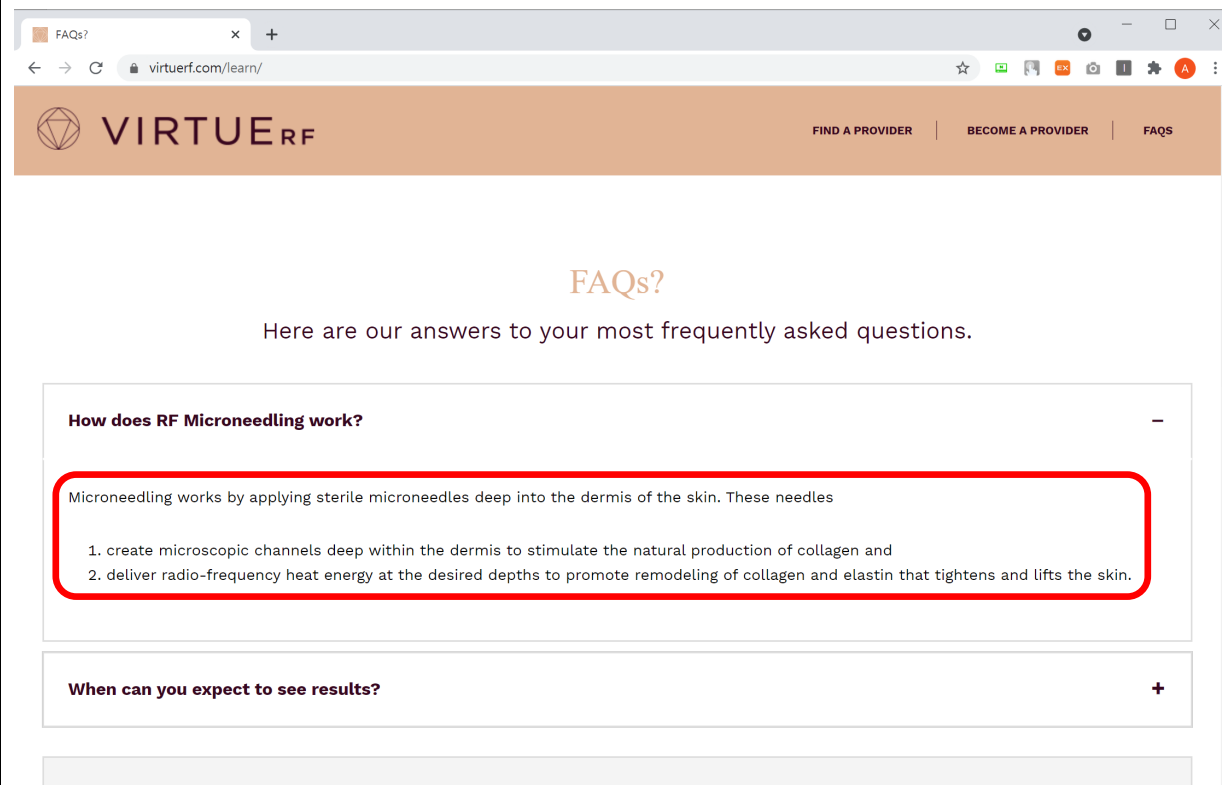 FAQs?
virtuerf.com/learn/
EX
A
VIRTUERF
FIND A PROVIDER
BECOME A PROVIDER
FAQS
FAQs?
Here are our answers to your most frequently asked questions.
How does RF Microneedling work?
Microneedling works by applying sterile microneedles deep into the dermis of the skin. These needles
1. create microscopic channels deep within the dermis to stimulate the natural production of collagen and
2. deliver radio-frequency heat energy at the desired depths to promote remodeling of collagen and elastin that tightens and lifts the skin.
When can you expect to see results?